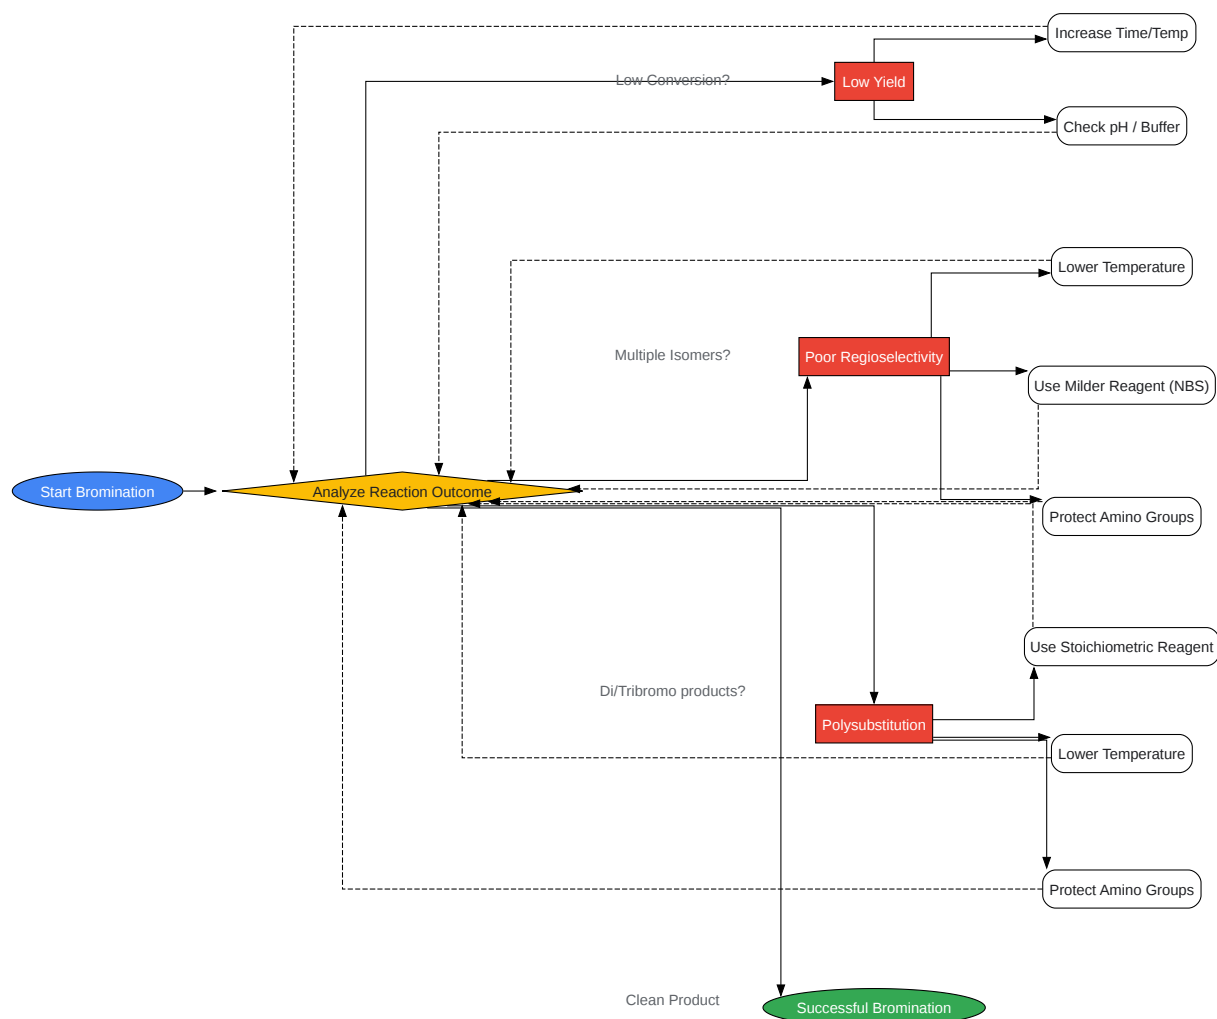 Increase Time/Temp
Low Conversion?
Low Yield
Check pH / Buffer
Lower Temperature
Multiple Isomers?
Poor Regioselectivity
Use Milder Reagent (NBS)
Start Bromination
Analyze Reaction Outcome
Protect Amino Groups
Use Stoichiometric Reagent
Di/Tribromo products?
Polysubstitution
Lower Temperature
Protect Amino Groups
Clean Product
Successful Bromination